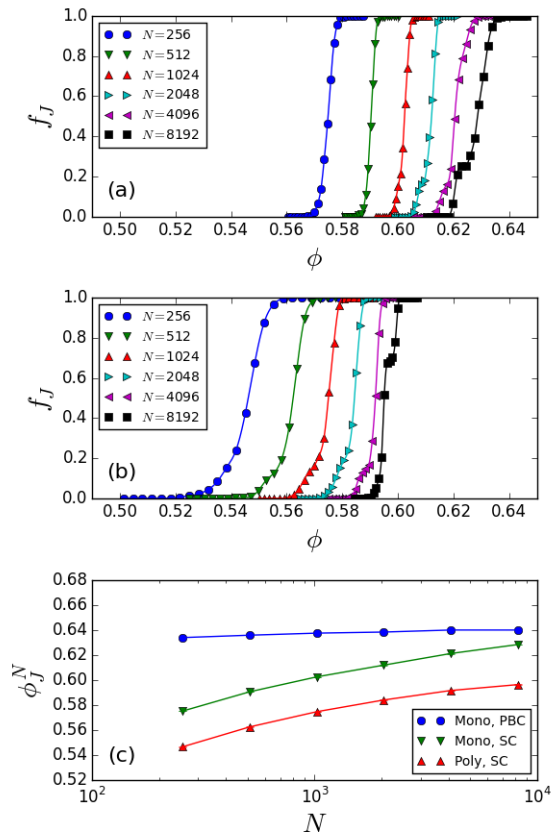 1.0
0.8
0.6
0.4
0.2
0.0
f_J
N=256
N=512
N=1024
N=2048
N=4096
N=8192
(a)
0.50 0.52 0.54 0.56 0.58 0.60 0.62 0.64
ϕ
1.0
0.8
0.6
0.4
0.2
0.0
f_J
N=256
N=512
N=1024
N=2048
N=4096
N=8192
(b)
0.50 0.52 0.54 0.56 0.58 0.60 0.62 0.64
ϕ
0.68
0.66
0.64
0.62
0.60
0.58
0.56
0.54
0.52
ϕ_J^N
Mono, PBC
Mono, SC
Poly, SC
(c)
10^2 10^3 10^4
N